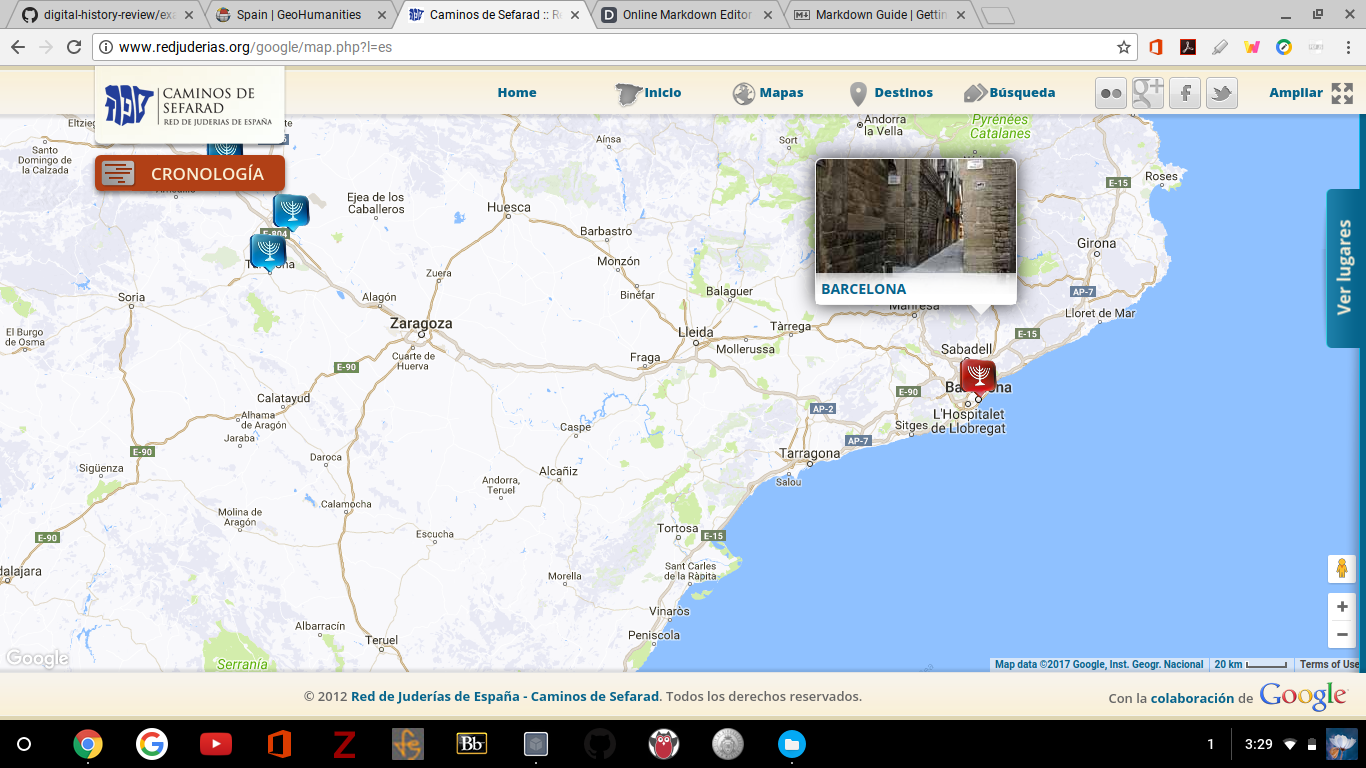 digital-history-review/exa
Spain | GeoHumanities
Caminos de Sefarad :: Re
Online Markdown Editor
Markdown Guide | Gettin
www.redjuderias.org/google/map.php?l=es
CAMINOS DE
SEFARAD
RED DE JUDERÍAS DE ESPAÑA
Home
Inicio
Mapas
Destinos
Búsqueda
Ampliar
CRONOLOGÍA
Santo
Domingo de
la Calzada
Aínsa
Sort
Andorra
la Vella
Pyrénées
Catalanes
E-15
Roses
Ejea de los
Caballeros
Huesca
E-804
Barbastro
Girona
Monzón
Zuera
Soria
Alagón
Binéfar
Balaguer
BARCELONA
Manresa
AP-7
Lloret de Mar
Ver lugares
El Burgo
de Osma
Zaragoza
Lleida
Tàrrega
Mollerussa
E-15
Sabadell
Cuarte de
Huerva
Fraga
E-90
E-90
Barcelona
Calatayud
AP-2
L'Hospitalet
de Llobregat
Sitges
Alhama
de Aragón
Jaraba
Caspe
AP-7
E-90
Daroca
Tarragona
Sigüenza
Alcañiz
Salou
Andorra,
Teruel
Calamocha
Molina de
Aragón
E-90
Escucha
Tortosa
E-15
dalajara
Morella
Sant Carles
de la Ràpita
Vinaròs
Albarracín
Teruel
Peniscola
Serranía
Google
Map data ©2017 Google, Inst. Geogr. Nacional
20 km
Terms of Use
© 2012 Red de Juderías de España - Caminos de Sefarad. Todos los derechos reservados.
Con la colaboración de Google
Bb
1
3:29